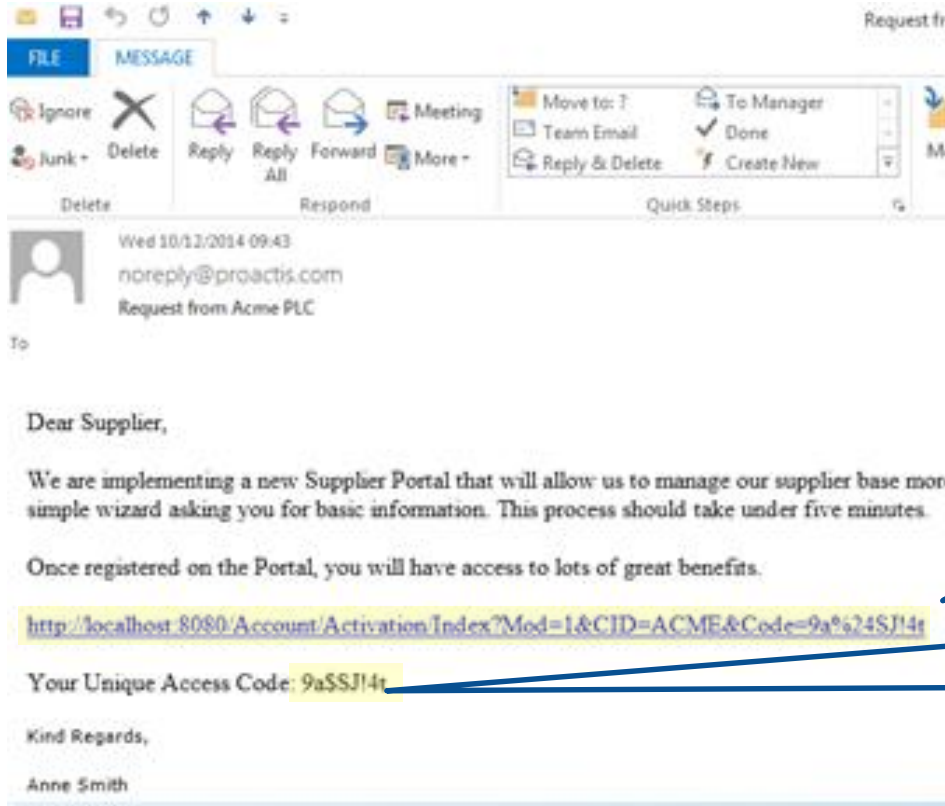 Request fr
FILE MESSAGE
Ignore
Junk
Delete
Reply
Reply All
Forward
Meeting
More
Move to: ?
Team Email
Reply & Delete
To Manager
Done
Create New
M
Delete
Respond
Quick Steps
Wed 10/12/2014 09:43
noreply@proactis.com
Request from Acme PLC
To
Dear Supplier,
We are implementing a new Supplier Portal that will allow us to manage our supplier base more
simple wizard asking you for basic information. This process should take under five minutes.
Once registered on the Portal, you will have access to lots of great benefits.
http://localhost:8080/Account/Activation/Index?Mod=1&CID=ACME&Code=9a%24SJ!4t
Your Unique Access Code: 9a$SJ!4t
Kind Regards,
Anne Smith